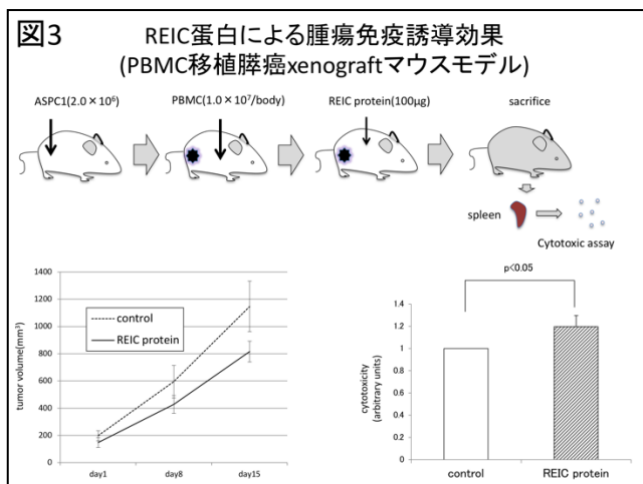 図3
REIC蛋白による腫瘍免疫誘導効果
(PBMC移植膵癌xenograftマウスモデル)
ASPC1(2.0×10⁶)
PBMC(1.0×10⁷/body)
REIC protein(100μg)
sacrifice
spleen
Cytotoxic assay
tumor volume(mm³)
1400
1200
1000
800
600
400
200
0
control
REIC protein
day1
day8
day15
p<0.05
cytotoxicity
(arbitrary units)
1.4
1.2
1
0.8
0.6
0.4
0.2
0
control
REIC protein